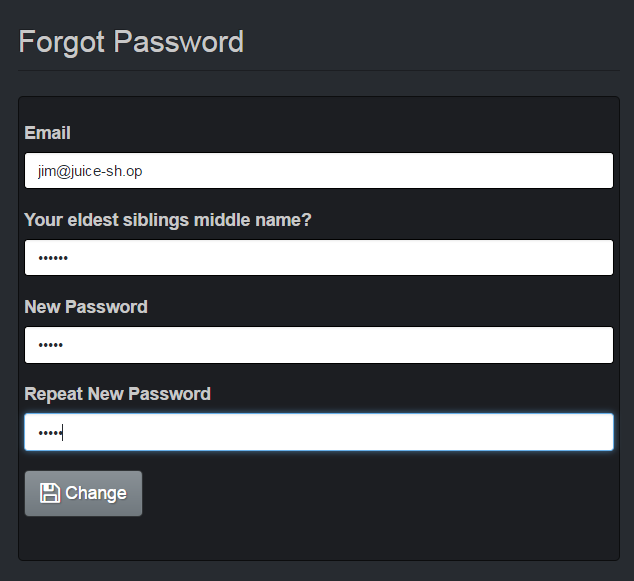 Forgot Password
Email
jim@juice-sh.op
Your eldest siblings middle name?
••••••
New Password
•••••
Repeat New Password
•••••
Change